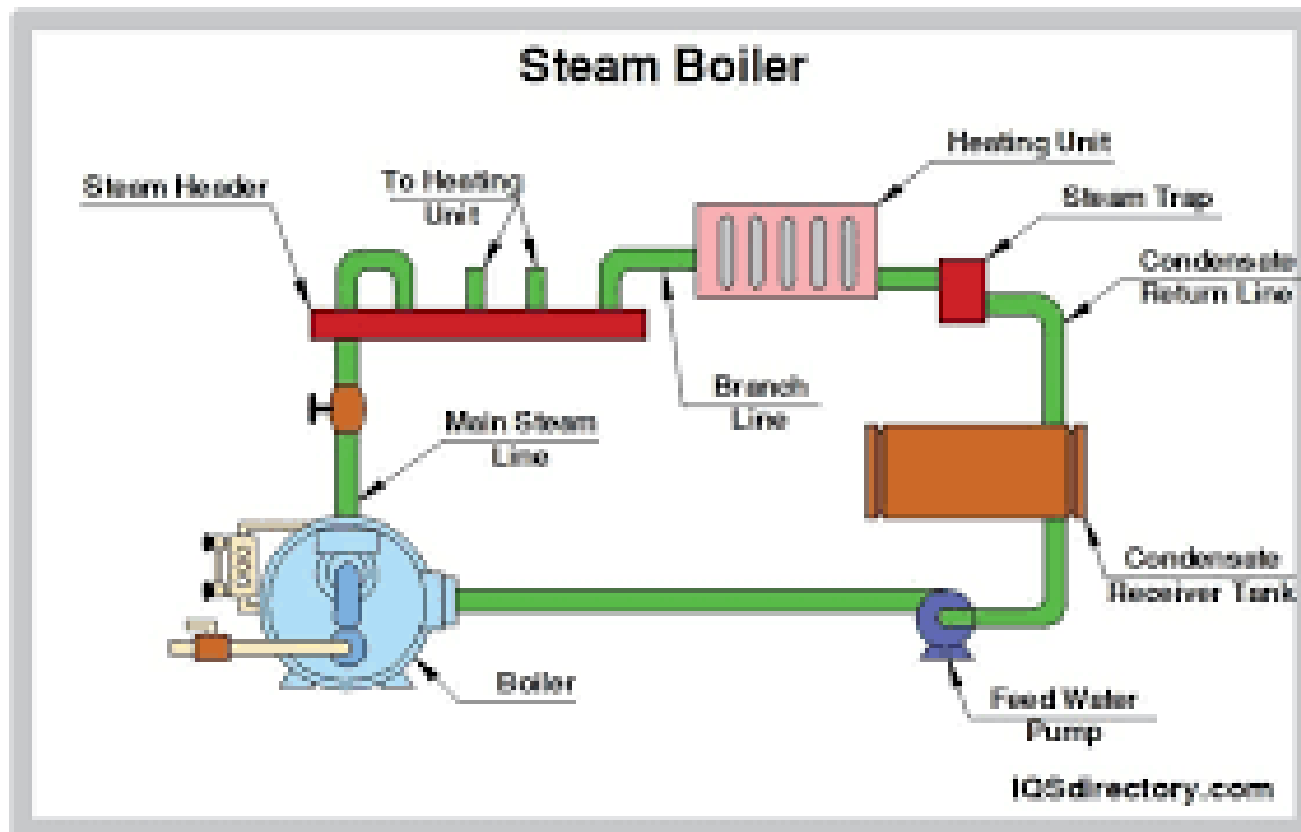 Steam Boiler
Heating Unit
Steam Header
To Heating
Unit
Steam Trap
Condensate
Return Line
Branch
Line
Main Steam
Line
Condensate
Receiver Tank
Boiler
Feed Water
Pump
IQSdirectory.com